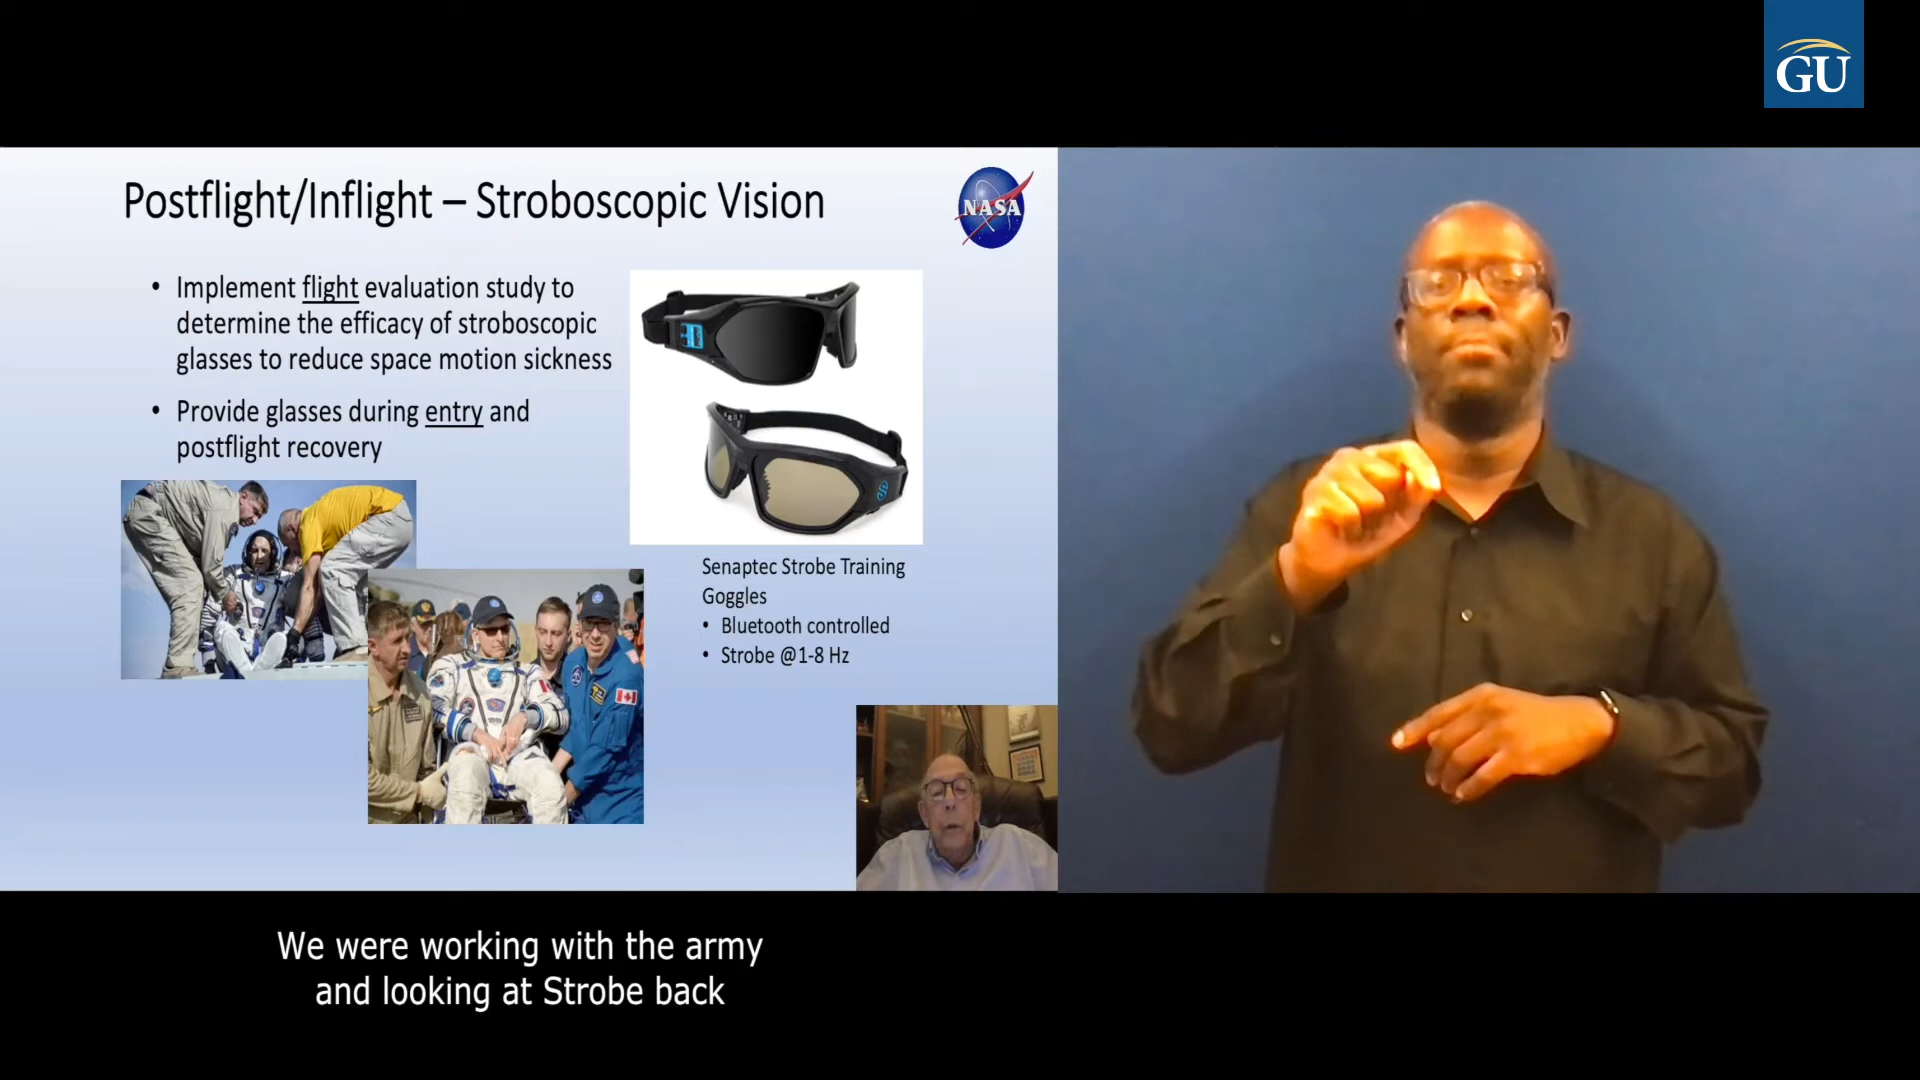 GU
Postflight/Inflight – Stroboscopic Vision
NASA
• Implement flight evaluation study to
determine the efficacy of stroboscopic
glasses to reduce space motion sickness
• Provide glasses during entry and
postflight recovery
Senaptec Strobe Training
Goggles
• Bluetooth controlled
• Strobe @1-8 Hz
We were working with the army
and looking at Strobe back